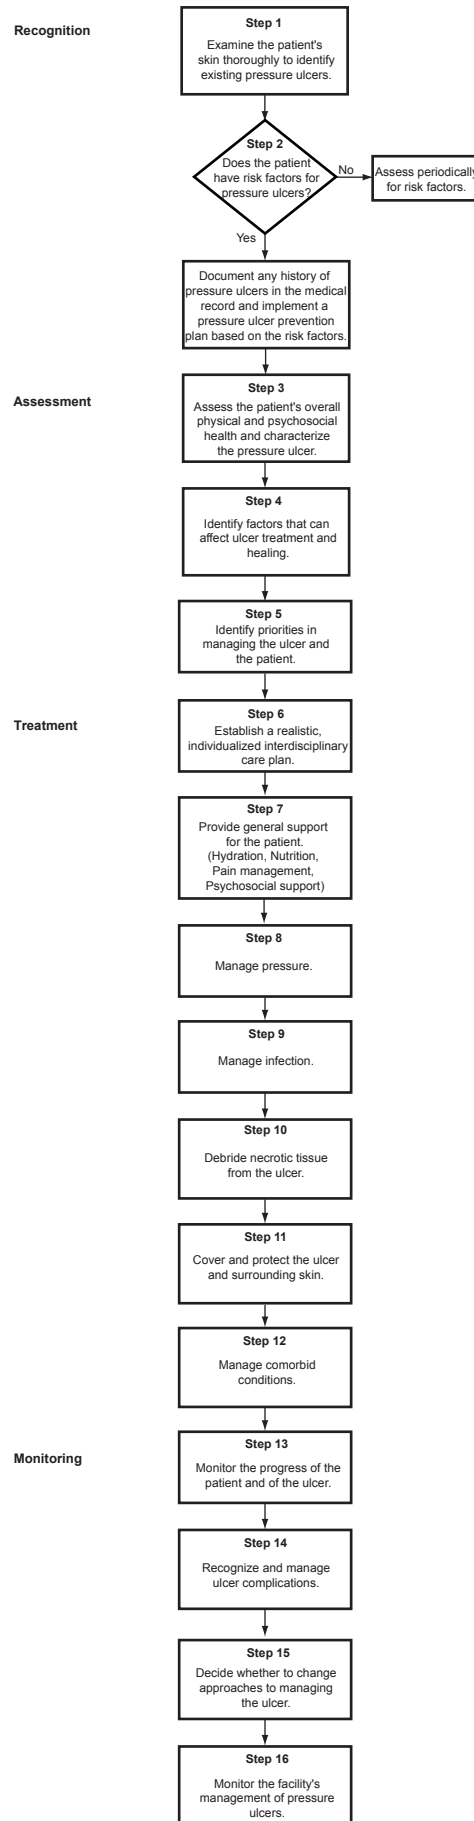 Recognition
Step 1
Examine the patient's
skin thoroughly to identify
existing pressure ulcers.
Step 2
Does the patient
have risk factors for
pressure ulcers?
No
Assess periodically
for risk factors.
Yes
Document any history of
pressure ulcers in the medical
record and implement a
pressure ulcer prevention
plan based on the risk factors.
Assessment
Step 3
Assess the patient's overall
physical and psychosocial
health and characterize
the pressure ulcer.
Step 4
Identify factors that can
affect ulcer treatment and
healing.
Step 5
Identify priorities in
managing the ulcer and
the patient.
Treatment
Step 6
Establish a realistic,
individualized interdisciplinary
care plan.
Step 7
Provide general support
for the patient.
(Hydration, Nutrition,
Pain management,
Psychosocial support)
Step 8
Manage pressure.
Step 9
Manage infection.
Step 10
Debride necrotic tissue
from the ulcer.
Step 11
Cover and protect the ulcer
and surrounding skin.
Step 12
Manage comorbid
conditions.
Monitoring
Step 13
Monitor the progress of the
patient and of the ulcer.
Step 14
Recognize and manage
ulcer complications.
Step 15
Decide whether to change
approaches to managing
the ulcer.
Step 16
Monitor the facility's
management of pressure
ulcers.